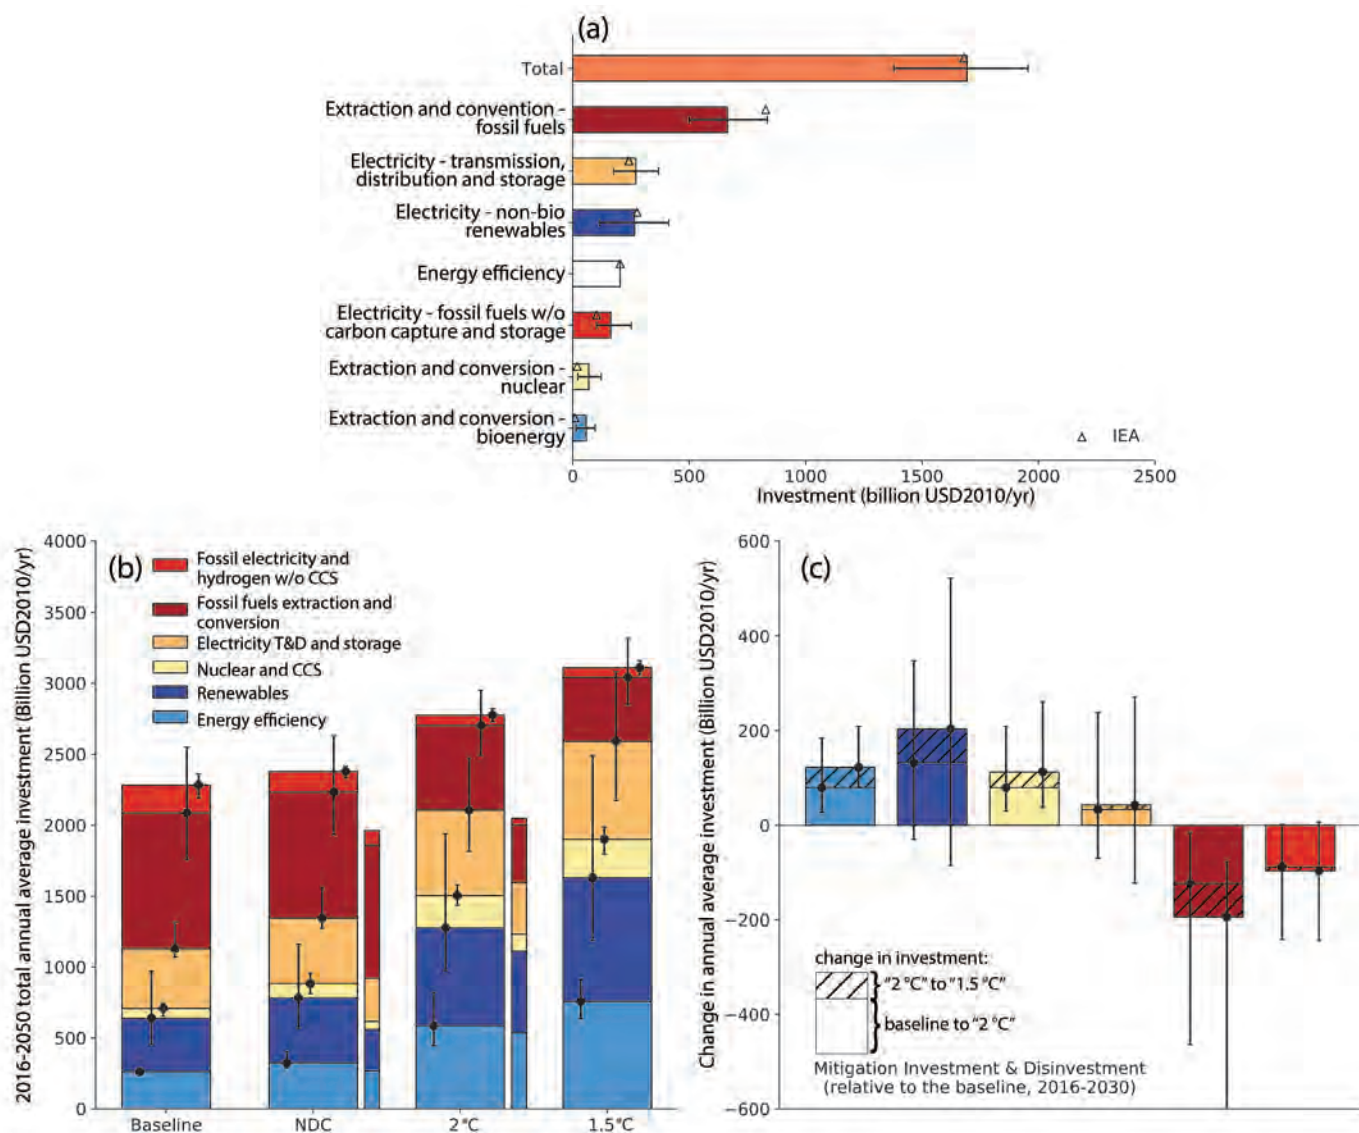 (a)
Total
Extraction and convention -
fossil fuels
Electricity - transmission,
distribution and storage
Electricity - non-bio
renewables
Energy efficiency
Electricity - fossil fuels w/o
carbon capture and storage
Extraction and conversion -
nuclear
Extraction and conversion -
bioenergy
IEA
0 500 1000 1500 2000 2500
Investment (billion USD2010/yr)
(b)
2016-2050 total annual average investment (Billion USD2010/yr)
4000
3500
3000
2500
2000
1500
1000
500
0
Fossil electricity and
hydrogen w/o CCS
Fossil fuels extraction and
conversion
Electricity T&D and storage
Nuclear and CCS
Renewables
Energy efficiency
Baseline NDC 2°C 1.5°C
(c)
Change in annual average investment (Billion USD2010/yr)
600
400
200
0
−200
−400
−600
change in investment:
"2 °C" to "1.5 °C"
baseline to "2 °C"
Mitigation Investment & Disinvestment
(relative to the baseline, 2016-2030)